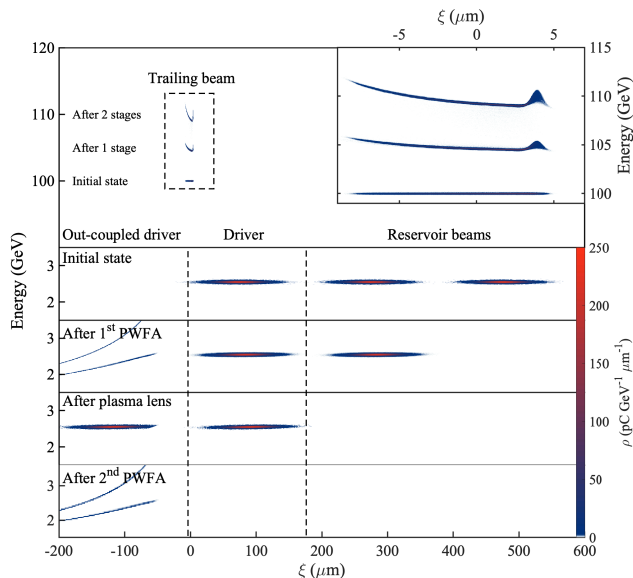 ξ (μm)
-5 0 5
120
115
Trailing beam
After 2 stages
110
110
After 1 stage
105
Initial state
100
100
Energy (GeV)
Energy (GeV)
Out-coupled driver Driver Reservoir beams
Initial state
3
2
After 1st PWFA
3
2
After plasma lens
3
2
After 2nd PWFA
3
2
250
200
150
100
50
0
ρ (pC GeV⁻¹ μm⁻¹)
-200 -100 0 100 200 300 400 500 600
ξ (μm)